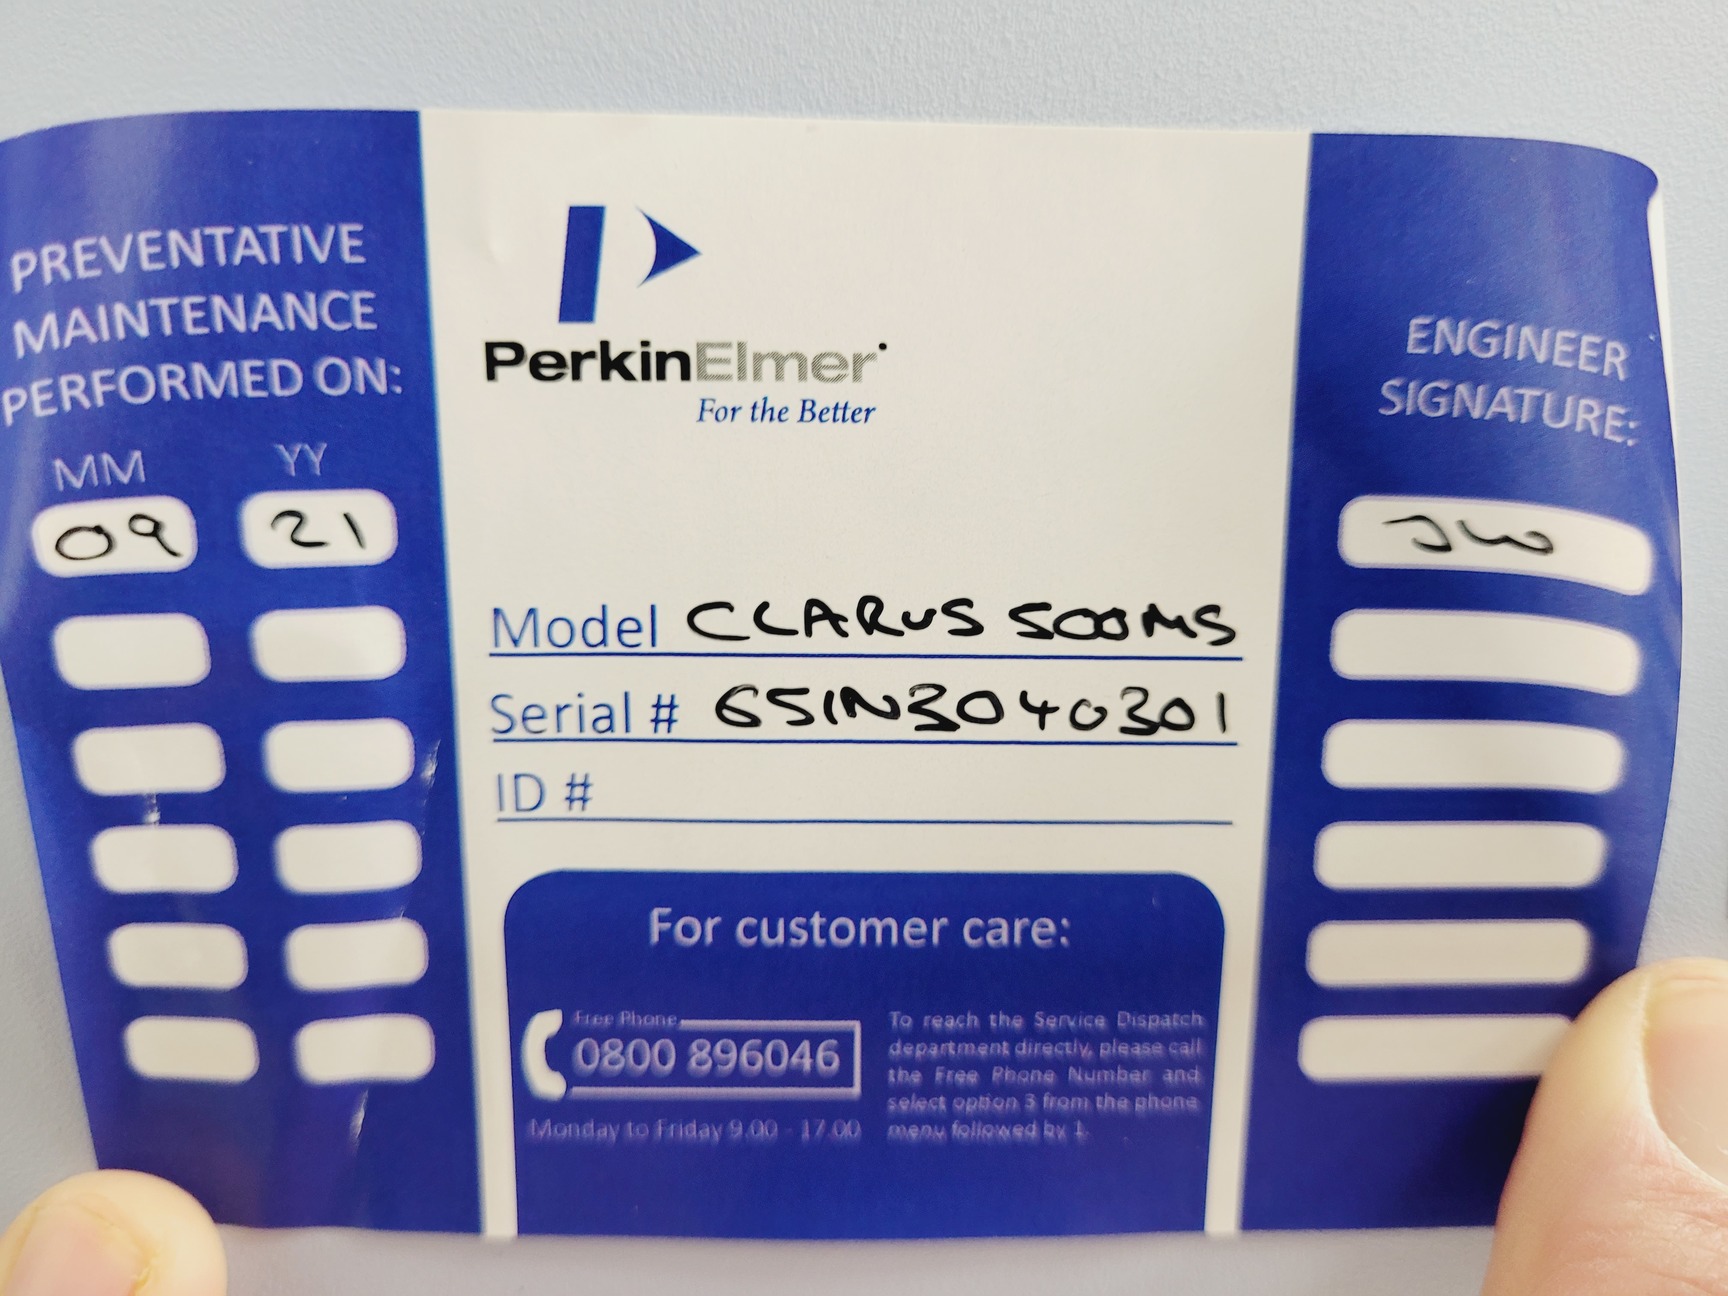 PREVENTATIVE
MAINTENANCE
PERFORMED ON:
MM YY
09 21
PerkinElmer
For the Better
Model CLARUS 500MS
Serial # 651N3040301
ID #
For customer care:
Free Phone
0800 896046
Monday to Friday 9.00 - 17.00
To reach the Service Dispatch
department directly, please call
the Free Phone Number and
select option 3 from the phone
menu followed by 1.
ENGINEER
SIGNATURE:
JW